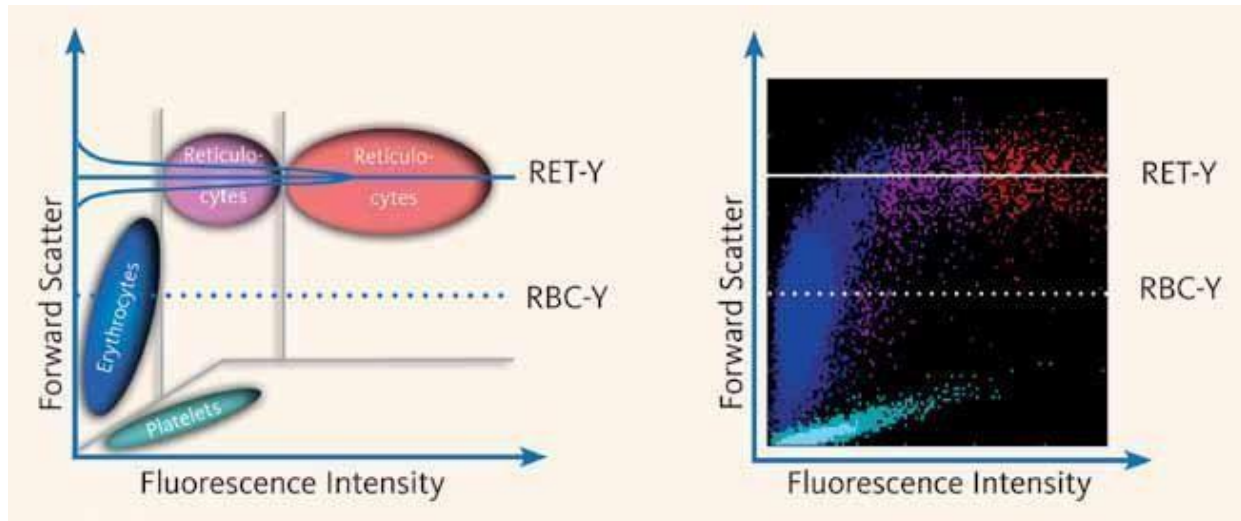 Forward Scatter
Reticulo-
cytes
Reticulo-
cytes
RET-Y
Erythrocytes
RBC-Y
Platelets
Fluorescence Intensity
Forward Scatter
RET-Y
RBC-Y
Fluorescence Intensity